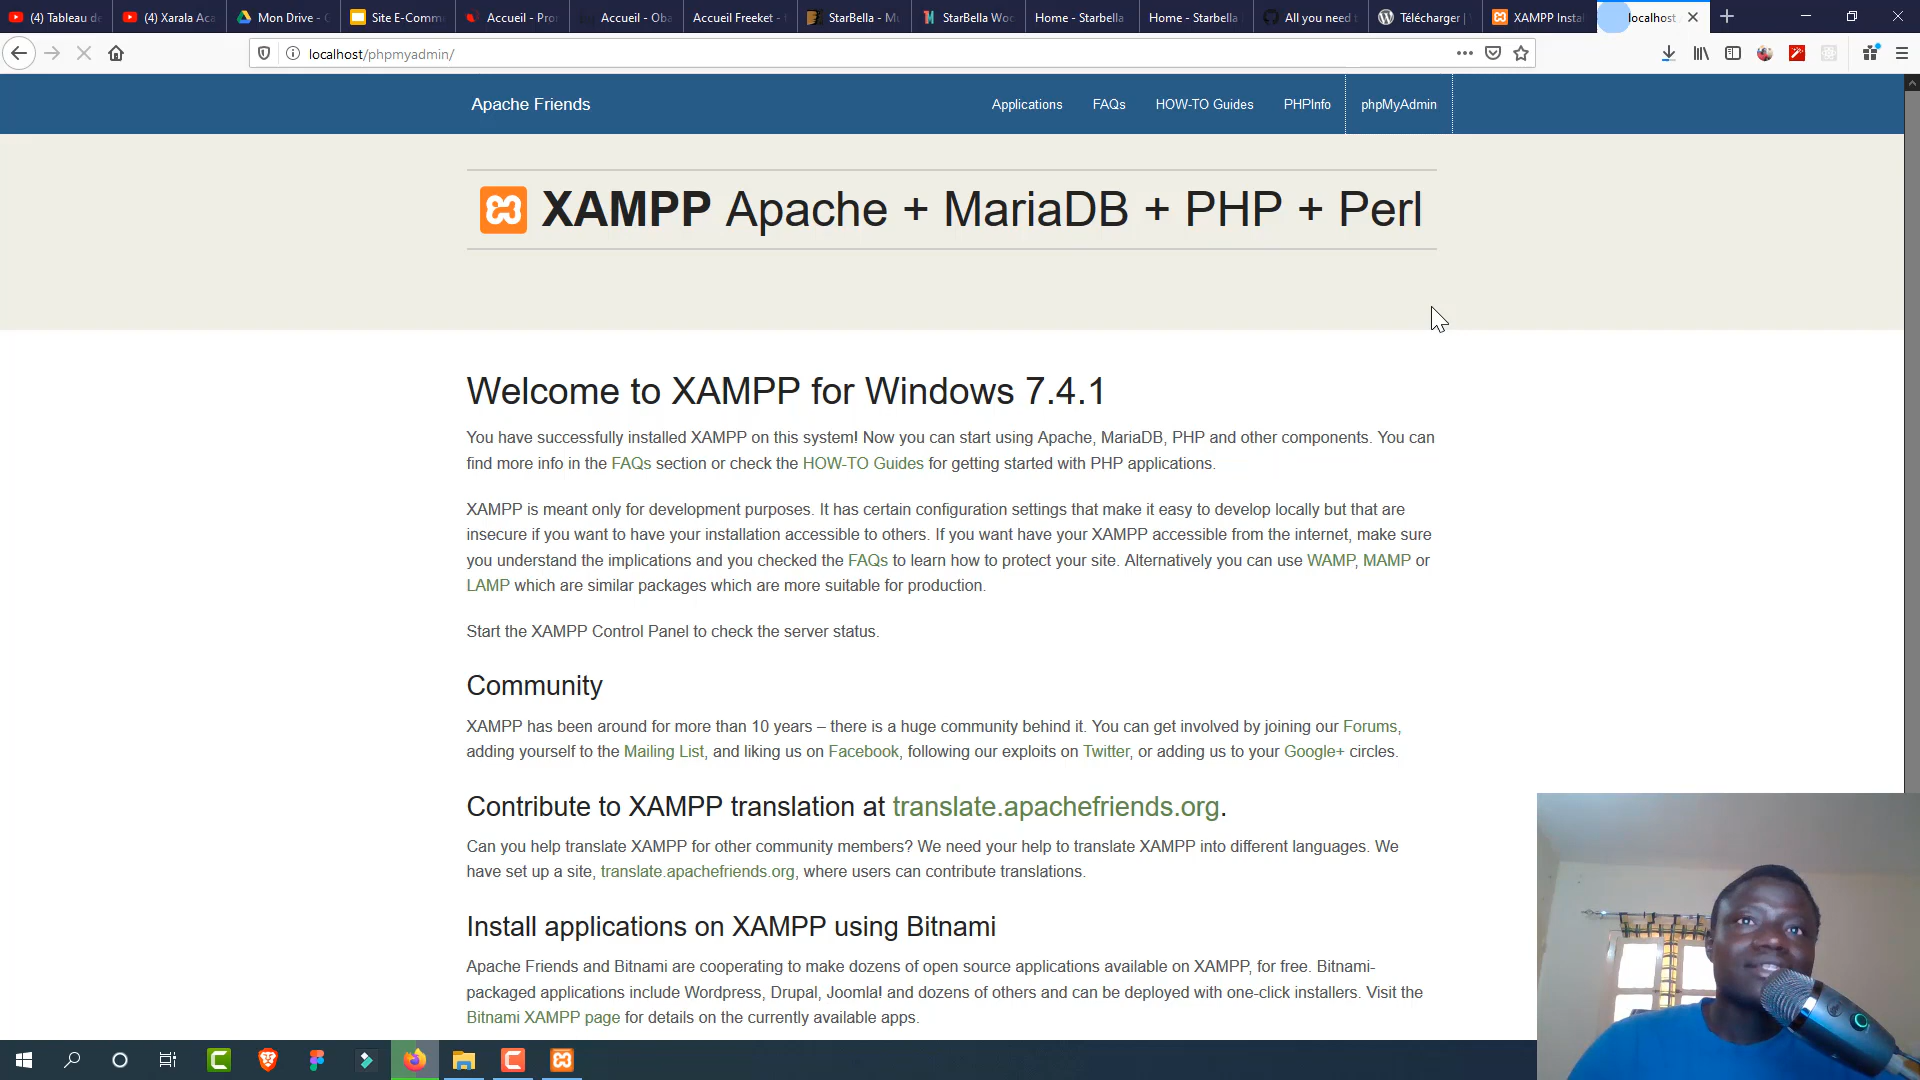 (4) Tableau de
(4) Xarala Aca
Mon Drive - G
Site E-Comm
Accueil - Pro
Accueil - Oba
Accueil Freeket -
StarBella - Mu
StarBella Woo
Home - Starbella
Home - Starbella
All you need t
Télécharger |
XAMPP Instal
localhost
localhost/phpmyadmin/
Apache Friends
Applications
FAQs
HOW-TO Guides
PHPInfo
phpMyAdmin
XAMPP Apache + MariaDB + PHP + Perl
Welcome to XAMPP for Windows 7.4.1
You have successfully installed XAMPP on this system! Now you can start using Apache, MariaDB, PHP and other components. You can
find more info in the FAQs section or check the HOW-TO Guides for getting started with PHP applications.
XAMPP is meant only for development purposes. It has certain configuration settings that make it easy to develop locally but that are
insecure if you want to have your installation accessible to others. If you want have your XAMPP accessible from the internet, make sure
you understand the implications and you checked the FAQs to learn how to protect your site. Alternatively you can use WAMP, MAMP or
LAMP which are similar packages which are more suitable for production.
Start the XAMPP Control Panel to check the server status.
Community
XAMPP has been around for more than 10 years – there is a huge community behind it. You can get involved by joining our Forums,
adding yourself to the Mailing List, and liking us on Facebook, following our exploits on Twitter, or adding us to your Google+ circles.
Contribute to XAMPP translation at translate.apachefriends.org.
Can you help translate XAMPP for other community members? We need your help to translate XAMPP into different languages. We
have set up a site, translate.apachefriends.org, where users can contribute translations.
Install applications on XAMPP using Bitnami
Apache Friends and Bitnami are cooperating to make dozens of open source applications available on XAMPP, for free. Bitnami-
packaged applications include Wordpress, Drupal, Joomla! and dozens of others and can be deployed with one-click installers. Visit the
Bitnami XAMPP page for details on the currently available apps.